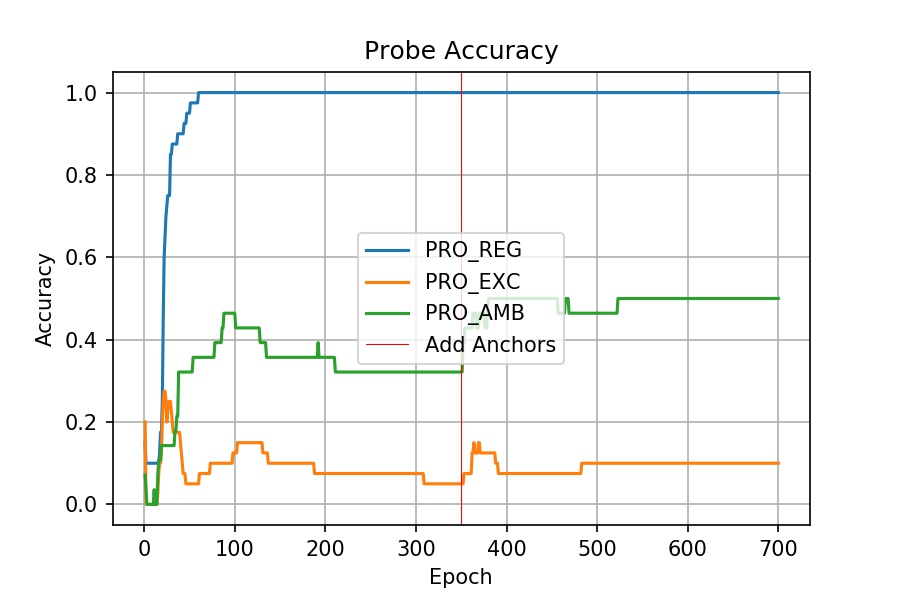 Probe Accuracy
Accuracy
1.0
0.8
0.6
0.4
0.2
0.0
PRO_REG
PRO_EXC
PRO_AMB
Add Anchors
0 100 200 300 400 500 600 700
Epoch